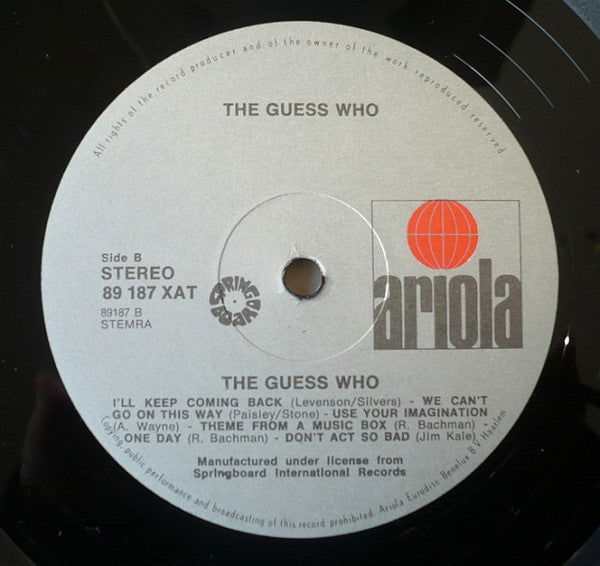 All rights of the record producer and of the owner of the work reproduced reserved
THE GUESS WHO
Side B
STEREO
89 187 XAT
89187 B
STEMRA
SPRING
BOARD
ariola
THE GUESS WHO
I'LL KEEP COMING BACK (Levenson/Silvers) - WE CAN'T
GO ON THIS WAY (Paisley/Stone) - USE YOUR IMAGINATION
(A. Wayne) - THEME FROM A MUSIC BOX (R. Bachman) -
ONE DAY (R. Bachman) - DON'T ACT SO BAD (Jim Kale)
Manufactured under license from
Springboard International Records
Copying, public performance and broadcasting of this record prohibited. Ariola Eurodisc Benelux B.V. Haarlem